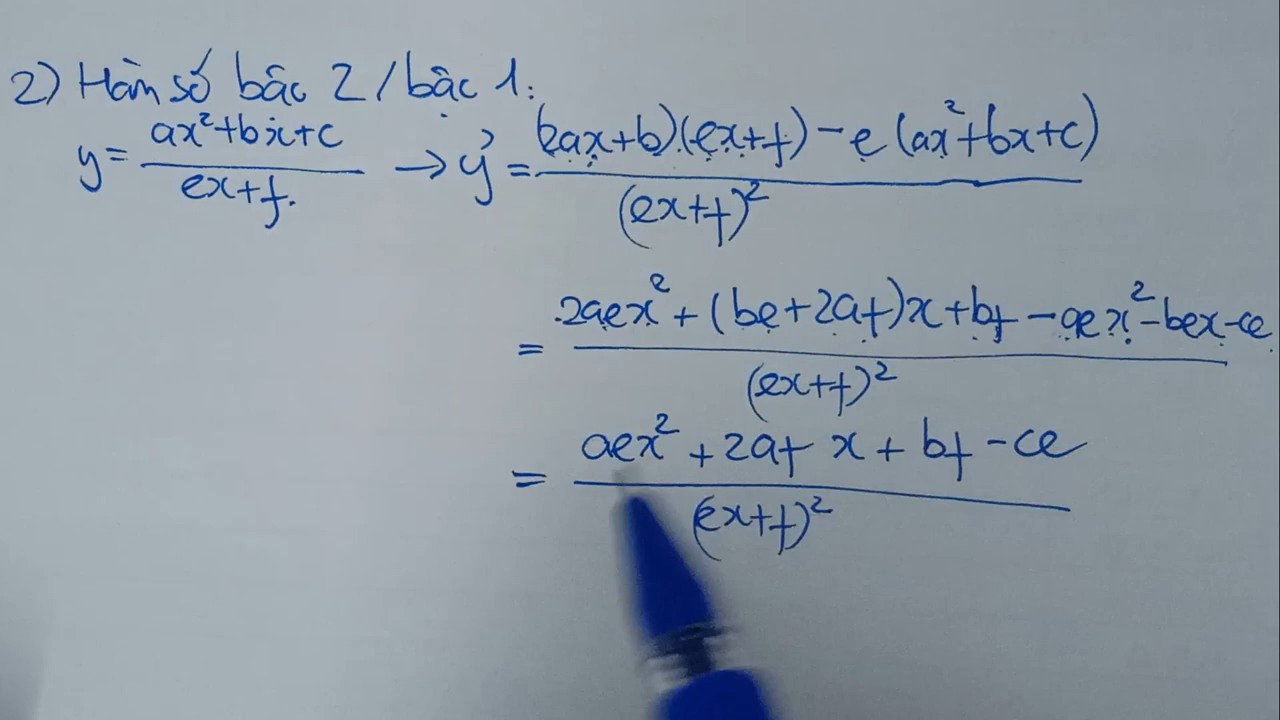 2) Hàm số bậc 2 / bậc 1:
y = (ax²+bx+c)/(ex+f). → y' = ((2ax+b).(ex+f) - e(ax²+bx+c))/(ex+f)²
= (2aex² + (be+2af)x + bf - aex² - bex - ce)/(ex+f)²
= (aex² + 2af x + bf - ce)/(ex+f)²